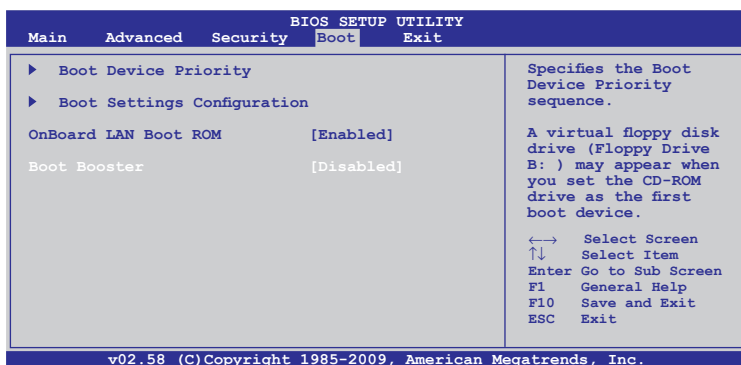 BIOS SETUP UTILITY
Main Advanced Security Boot Exit
Boot Device Priority
Boot Settings Configuration
OnBoard LAN Boot ROM [Enabled]
Boot Booster [Disabled]
Specifies the Boot
Device Priority
sequence.
A virtual floppy disk
drive (Floppy Drive
B: ) may appear when
you set the CD-ROM
drive as the first
boot device.
←→ Select Screen
↑↓ Select Item
Enter Go to Sub Screen
F1 General Help
F10 Save and Exit
ESC Exit
v02.58 (C)Copyright 1985-2009, American Megatrends, Inc.